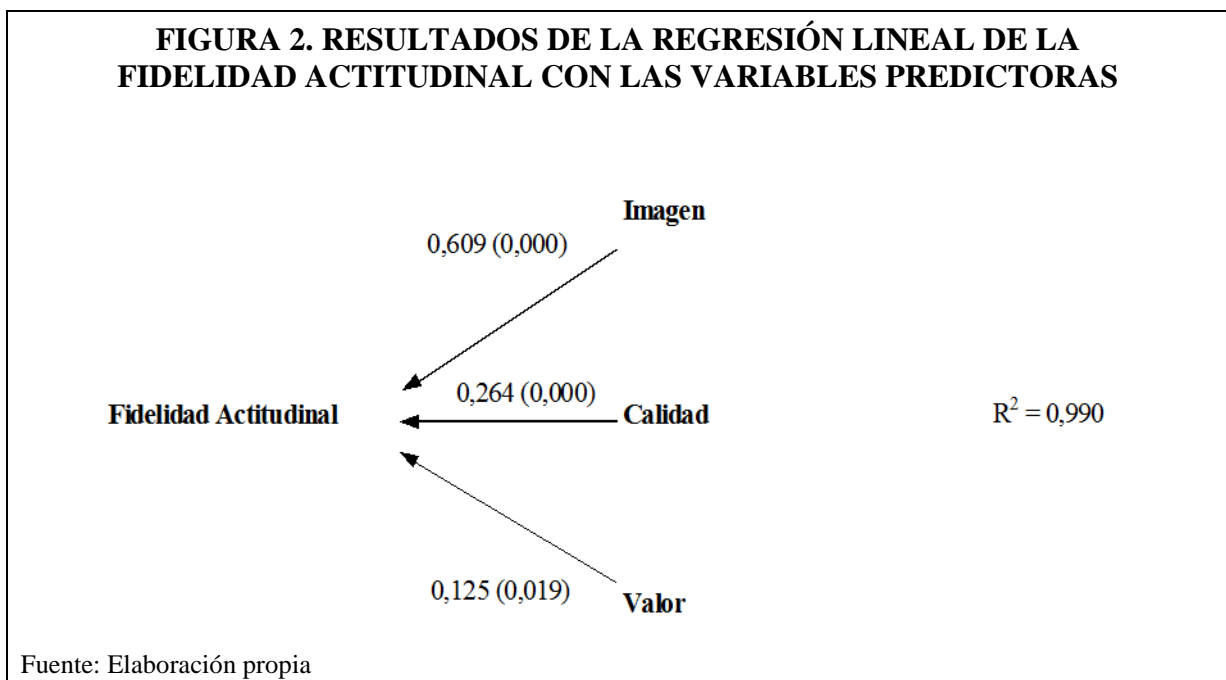 FIGURA 2. RESULTADOS DE LA REGRESIÓN LINEAL DE LA
FIDELIDAD ACTITUDINAL CON LAS VARIABLES PREDICTORAS
Imagen
0,609 (0,000)
0,264 (0,000)
Fidelidad Actitudinal
Calidad
R² = 0,990
0,125 (0,019)
Valor
Fuente: Elaboración propia